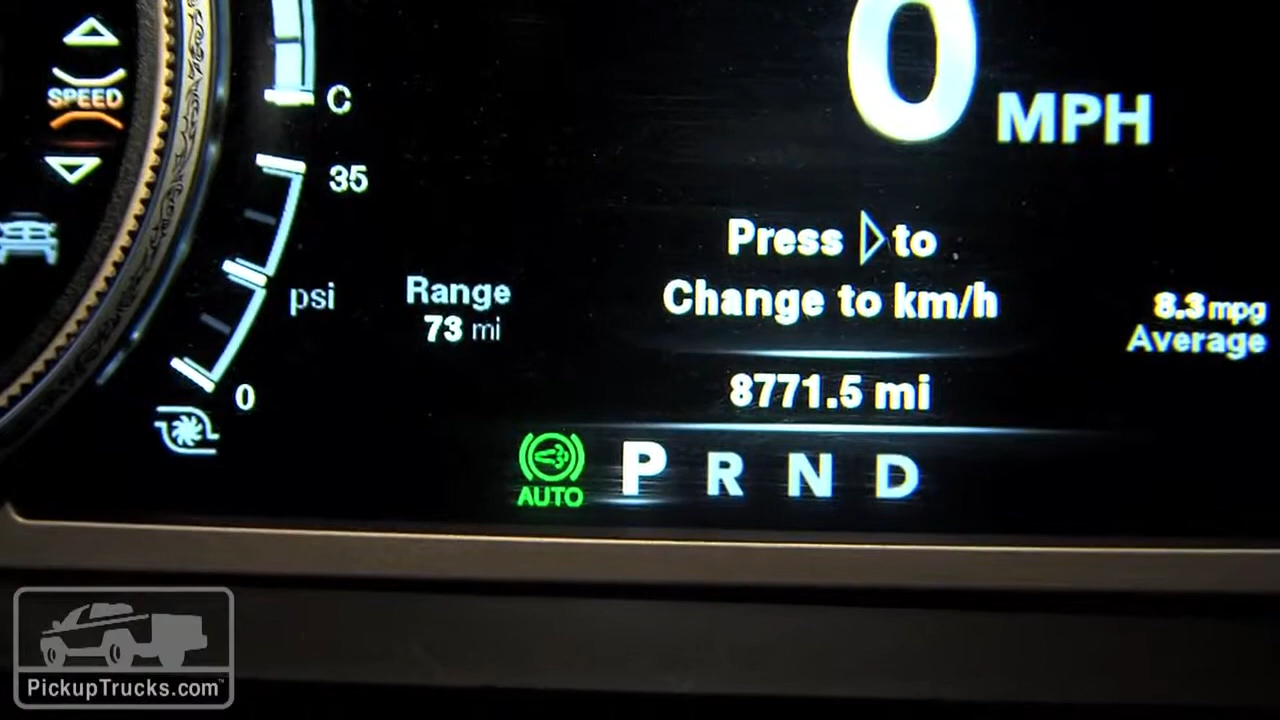 SPEED
C
35
psi
0
0 MPH
Press ▷ to
Change to km/h
Range
73 mi
8.3 mpg
Average
8771.5 mi
AUTO
P R N D
PickupTrucks.com™